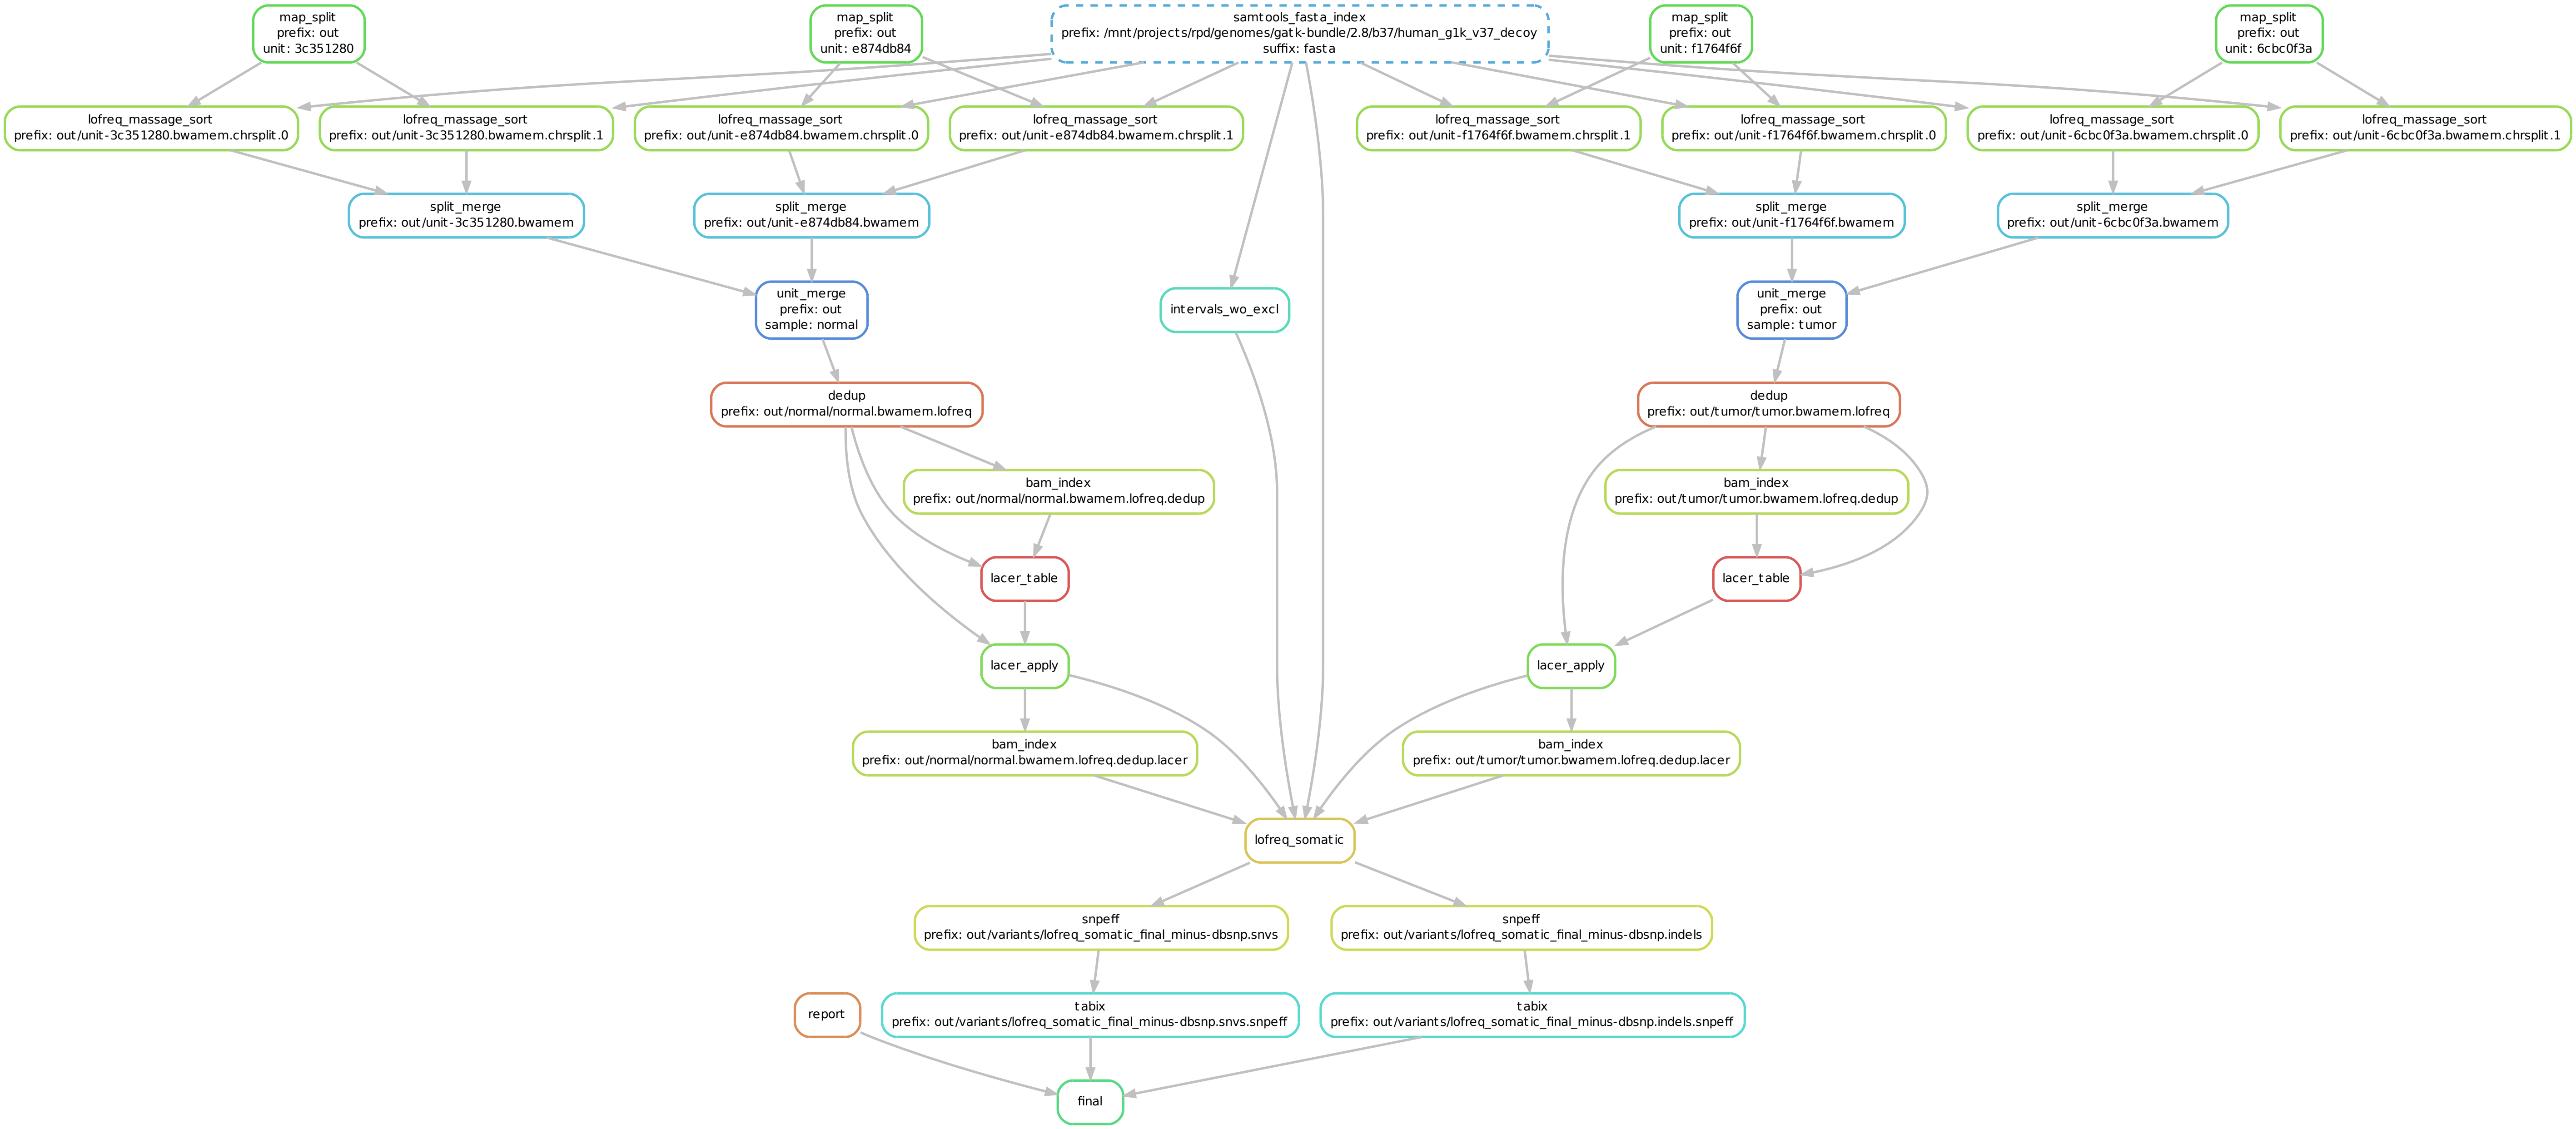 map_split
prefix: out
unit: 3c351280
map_split
prefix: out
unit: e874db84
samtools_fasta_index
prefix: /mnt/projects/rpd/genomes/gatk-bundle/2.8/b37/human_g1k_v37_decoy
suffix: fasta
map_split
prefix: out
unit: f1764f6f
map_split
prefix: out
unit: 6cbc0f3a
lofreq_massage_sort
prefix: out/unit-3c351280.bwamem.chrsplit.0
lofreq_massage_sort
prefix: out/unit-3c351280.bwamem.chrsplit.1
lofreq_massage_sort
prefix: out/unit-e874db84.bwamem.chrsplit.0
lofreq_massage_sort
prefix: out/unit-e874db84.bwamem.chrsplit.1
lofreq_massage_sort
prefix: out/unit-f1764f6f.bwamem.chrsplit.1
lofreq_massage_sort
prefix: out/unit-f1764f6f.bwamem.chrsplit.0
lofreq_massage_sort
prefix: out/unit-6cbc0f3a.bwamem.chrsplit.0
lofreq_massage_sort
prefix: out/unit-6cbc0f3a.bwamem.chrsplit.1
split_merge
prefix: out/unit-3c351280.bwamem
split_merge
prefix: out/unit-e874db84.bwamem
split_merge
prefix: out/unit-f1764f6f.bwamem
split_merge
prefix: out/unit-6cbc0f3a.bwamem
unit_merge
prefix: out
sample: normal
intervals_wo_excl
unit_merge
prefix: out
sample: tumor
dedup
prefix: out/normal/normal.bwamem.lofreq
dedup
prefix: out/tumor/tumor.bwamem.lofreq
bam_index
prefix: out/normal/normal.bwamem.lofreq.dedup
bam_index
prefix: out/tumor/tumor.bwamem.lofreq.dedup
lacer_table
lacer_table
lacer_apply
lacer_apply
bam_index
prefix: out/normal/normal.bwamem.lofreq.dedup.lacer
bam_index
prefix: out/tumor/tumor.bwamem.lofreq.dedup.lacer
lofreq_somatic
snpeff
prefix: out/variants/lofreq_somatic_final_minus-dbsnp.snvs
snpeff
prefix: out/variants/lofreq_somatic_final_minus-dbsnp.indels
report
tabix
prefix: out/variants/lofreq_somatic_final_minus-dbsnp.snvs.snpeff
tabix
prefix: out/variants/lofreq_somatic_final_minus-dbsnp.indels.snpeff
final